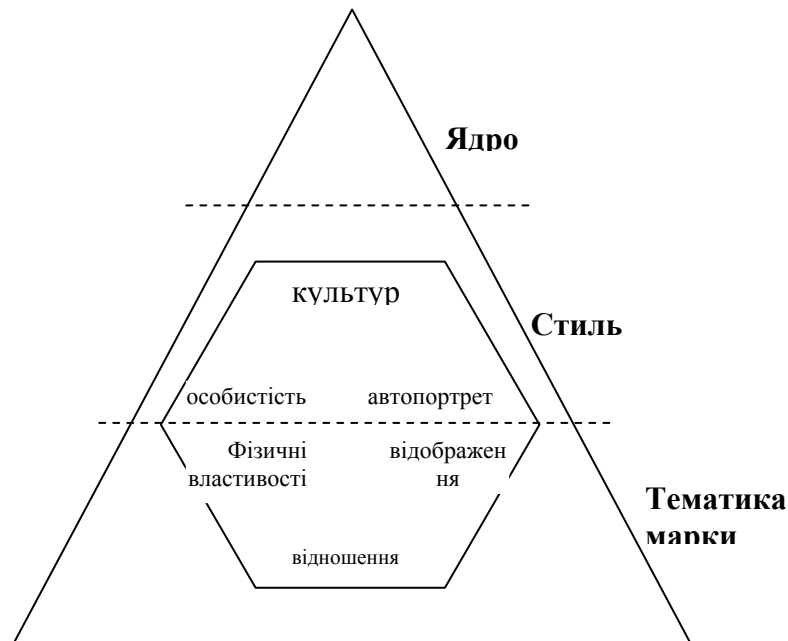 Ядро
культур
Стиль
особистість автопортрет
Фізичні відображен
властивості ня
Тематика
марки
відношення